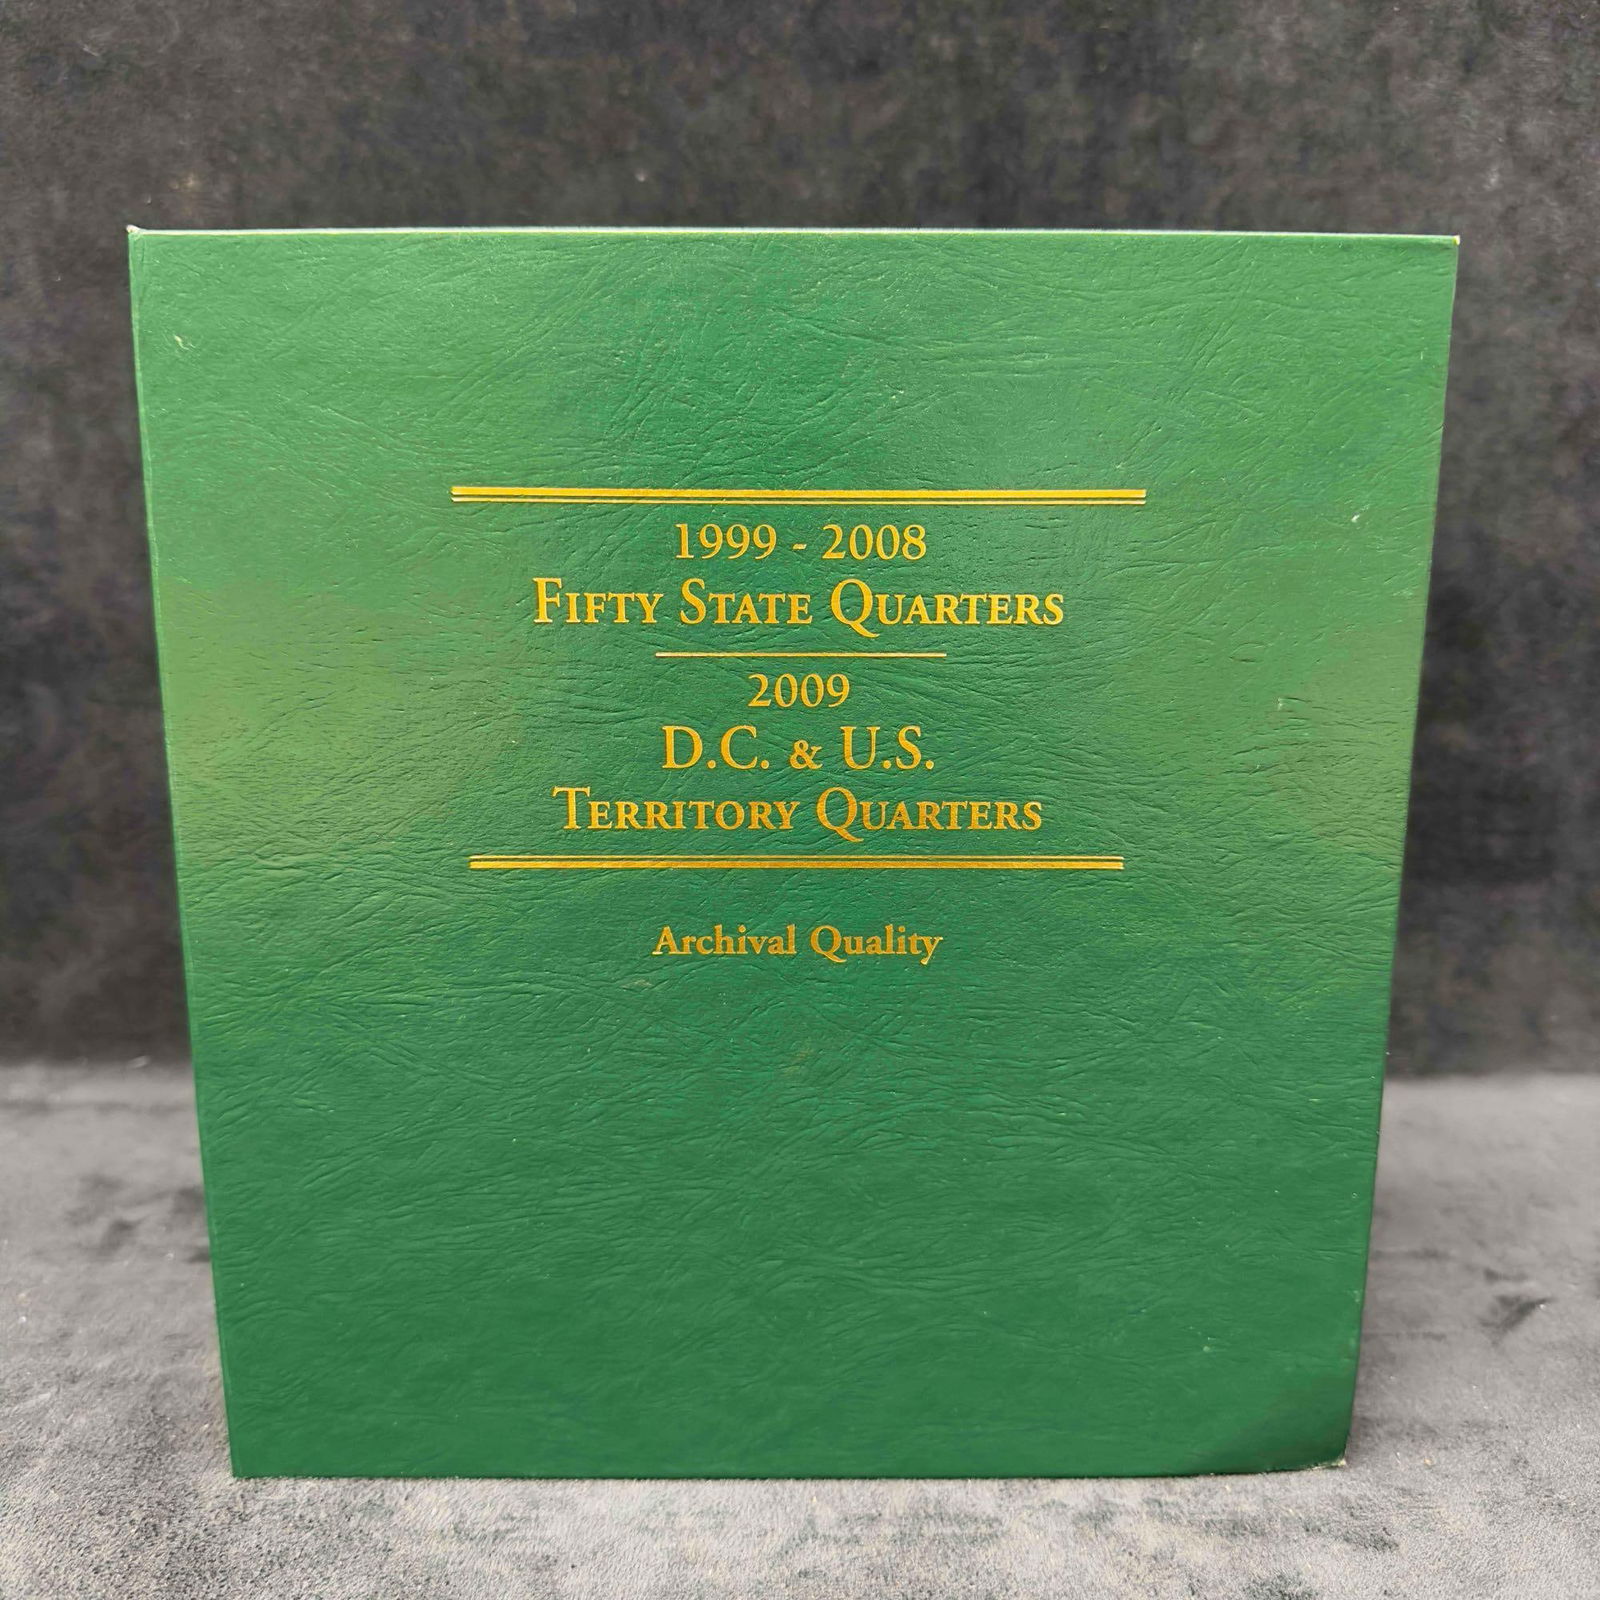 1999 - 2008
Fifty State Quarters
2009
D.C. & U.S.
Territory Quarters
Archival Quality